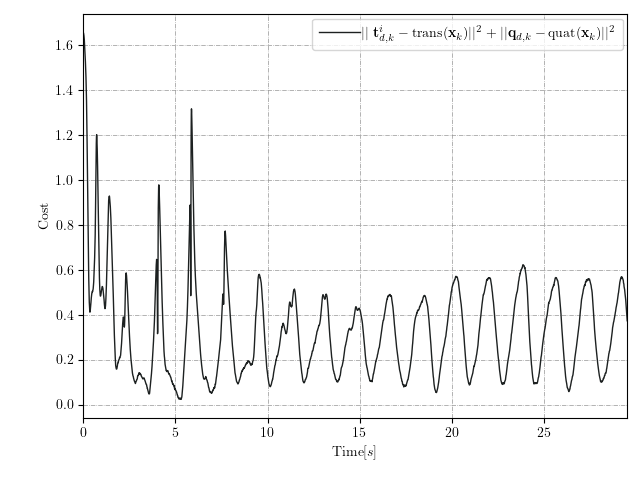 || t^i_{d,k} − trans(x_k)||^2 + ||q_{d,k} − quat(x_k)||^2
1.6
1.4
1.2
1.0
0.8
0.6
0.4
0.2
0.0
Cost
0 5 10 15 20 25
Time[s]